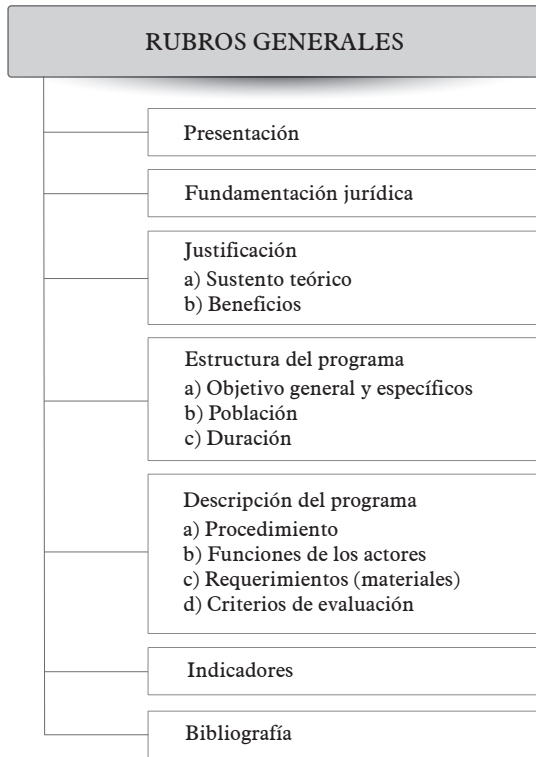 RUBROS GENERALES
Presentación
Fundamentación jurídica
Justificación
a) Sustento teórico
b) Beneficios
Estructura del programa
a) Objetivo general y específicos
b) Población
c) Duración
Descripción del programa
a) Procedimiento
b) Funciones de los actores
c) Requerimientos (materiales)
d) Criterios de evaluación
Indicadores
Bibliografía